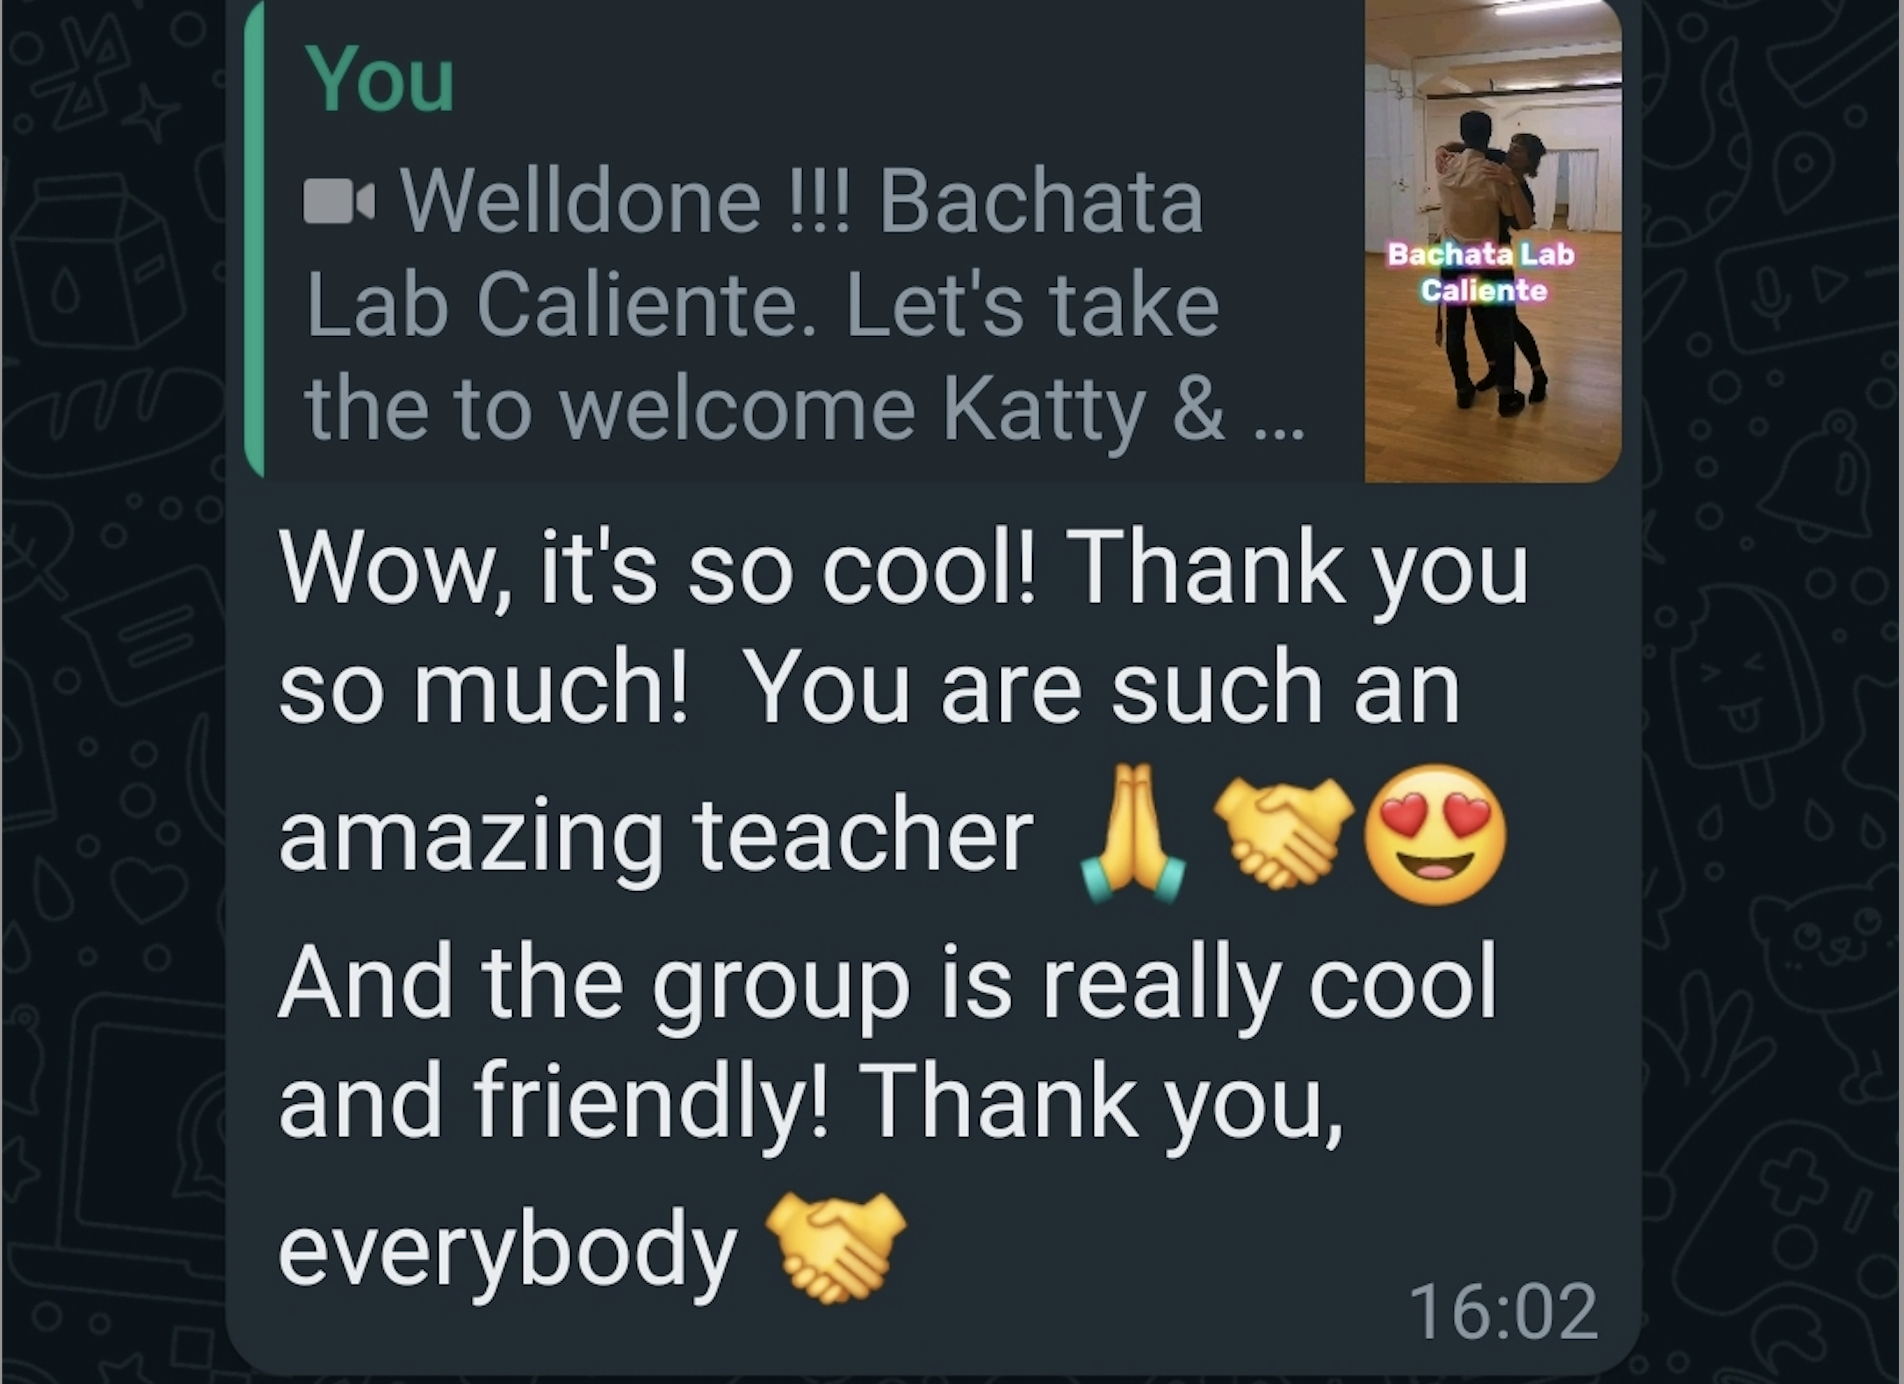 You
Welldone !!! Bachata
Lab Caliente. Let's take
the to welcome Katty & ...
Bachata Lab
Caliente
Wow, it's so cool! Thank you
so much!  You are such an
amazing teacher 🙏🤝😍
And the group is really cool
and friendly! Thank you,
everybody 🤝
16:02